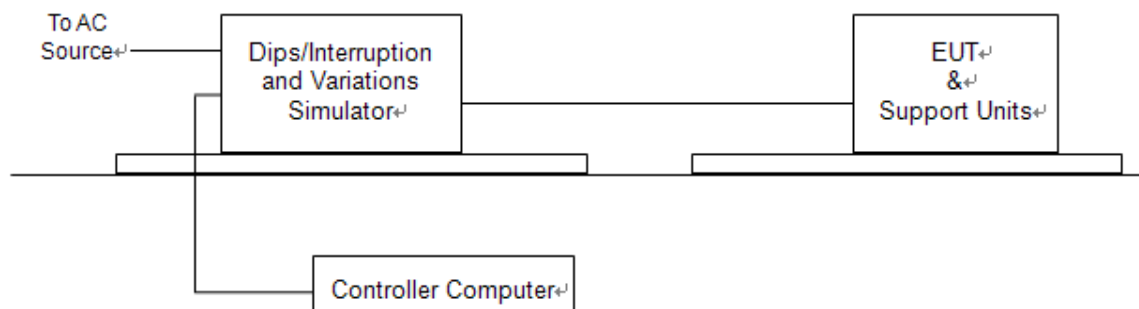 To AC
Source↵
Dips/Interruption
and Variations
Simulator↵
EUT↵
&↵
Support Units↵
Controller Computer↵